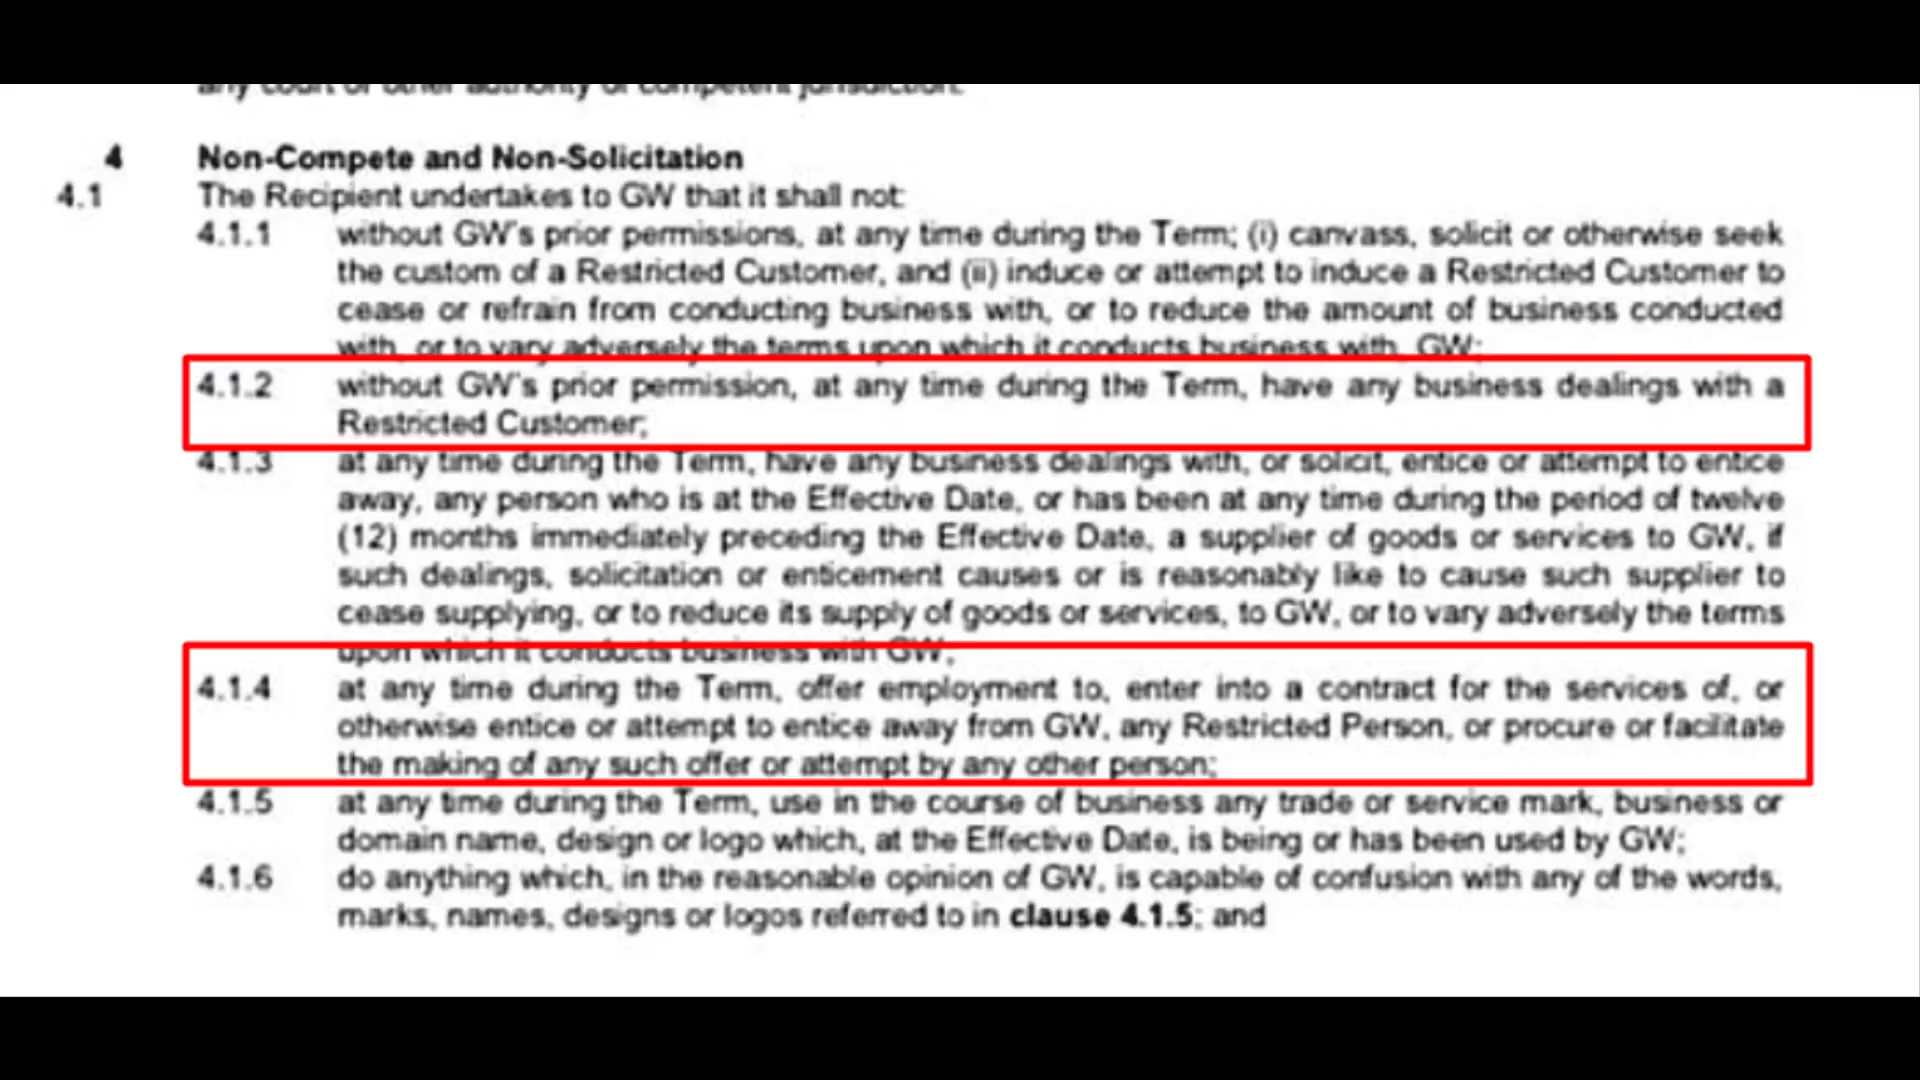 any court or other authority of competent jurisdiction.
4 Non-Compete and Non-Solicitation
4.1 The Recipient undertakes to GW that it shall not:
4.1.1 without GW's prior permissions, at any time during the Term; (i) canvass, solicit or otherwise seek
the custom of a Restricted Customer, and (ii) induce or attempt to induce a Restricted Customer to
cease or refrain from conducting business with, or to reduce the amount of business conducted
with, or to vary adversely the terms upon which it conducts business with, GW;
4.1.2 without GW's prior permission, at any time during the Term, have any business dealings with a
Restricted Customer;
4.1.3 at any time during the Term, have any business dealings with, or solicit, entice or attempt to entice
away, any person who is at the Effective Date, or has been at any time during the period of twelve
(12) months immediately preceding the Effective Date, a supplier of goods or services to GW, if
such dealings, solicitation or enticement causes or is reasonably like to cause such supplier to
cease supplying, or to reduce its supply of goods or services, to GW, or to vary adversely the terms
upon which it conducts business with GW;
4.1.4 at any time during the Term, offer employment to, enter into a contract for the services of, or
otherwise entice or attempt to entice away from GW, any Restricted Person, or procure or facilitate
the making of any such offer or attempt by any other person;
4.1.5 at any time during the Term, use in the course of business any trade or service mark, business or
domain name, design or logo which, at the Effective Date, is being or has been used by GW;
4.1.6 do anything which, in the reasonable opinion of GW, is capable of confusion with any of the words,
marks, names, designs or logos referred to in clause 4.1.5; and